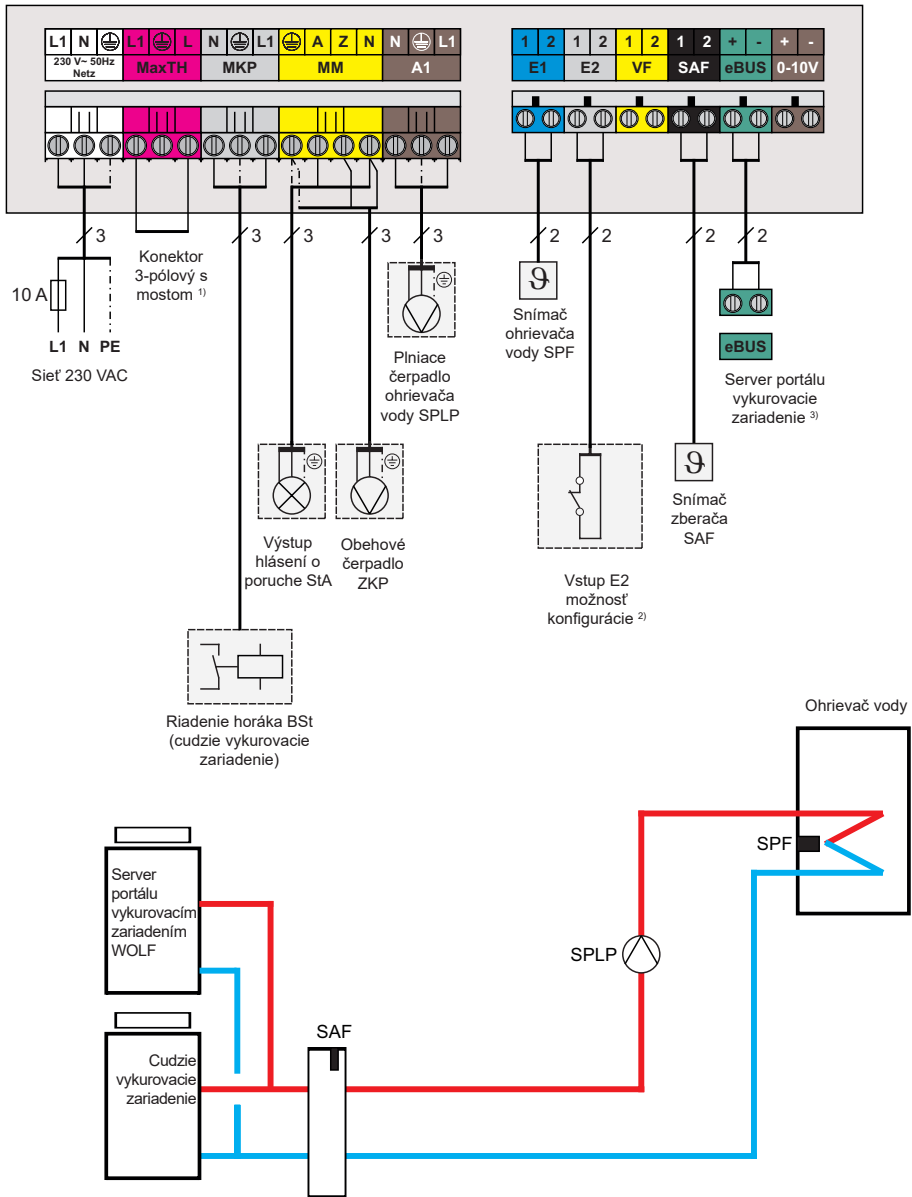 L1 N L1 L N L1 A Z N N L1
230 V~ 50Hz
Netz
MaxTH MKP MM A1
1 2 1 2 1 2 1 2 + - + -
E1 E2 VF SAF eBUS 0-10V
3 3 3 3 3 2 2 2 2
10 A
L1 N PE
Sieť 230 VAC
Konektor
3-pólový s
mostom 1)
Plniace
čerpadlo
ohrievača
vody SPLP
ϑ
Snímač
ohrievača
vody SPF
eBUS
Server portálu
vykurovacie
zariadenie 3)
ϑ
Snímač
zberača
SAF
Výstup
hlásení o
poruche StA
Obehové
čerpadlo
ZKP
Vstup E2
možnosť
konfigurácie 2)
Riadenie horáka BSt
(cudzie vykurovacie
zariadenie)
Ohrievač vody
SPF
Server
portálu
vykurovacím
zariadením
WOLF
SPLP
SAF
Cudzie
vykurovacie
zariadenie